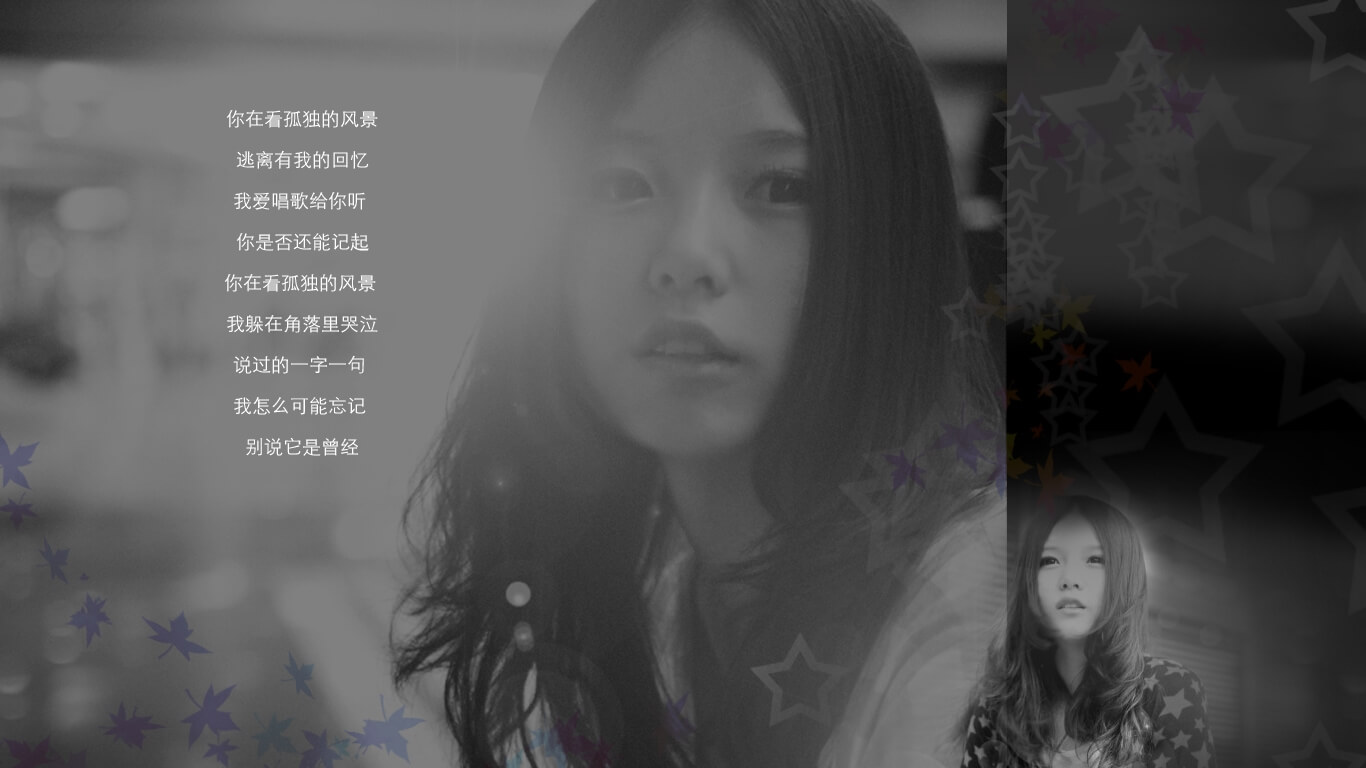 你在看孤独的风景
逃离有我的回忆
我爱唱歌给你听
你是否还能记起
你在看孤独的风景
我躲在角落里哭泣
说过的一字一句
我怎么可能忘记
别说它是曾经